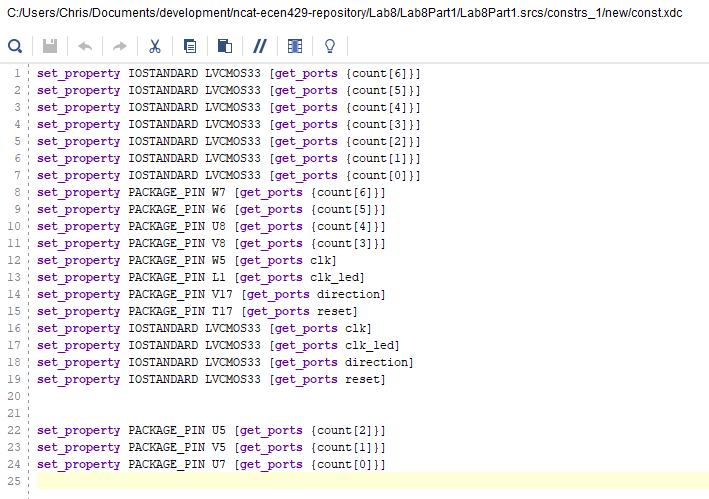 C:/Users/Chris/Documents/development/ncat-ecen429-repository/Lab8/Lab8Part1/Lab8Part1.srcs/constrs_1/new/const.xdc
1 set_property IOSTANDARD LVCMOS33 [get_ports {count[6]}]
2 set_property IOSTANDARD LVCMOS33 [get_ports {count[5]}]
3 set_property IOSTANDARD LVCMOS33 [get_ports {count[4]}]
4 set_property IOSTANDARD LVCMOS33 [get_ports {count[3]}]
5 set_property IOSTANDARD LVCMOS33 [get_ports {count[2]}]
6 set_property IOSTANDARD LVCMOS33 [get_ports {count[1]}]
7 set_property IOSTANDARD LVCMOS33 [get_ports {count[0]}]
8 set_property PACKAGE_PIN W7 [get_ports {count[6]}]
9 set_property PACKAGE_PIN W6 [get_ports {count[5]}]
10 set_property PACKAGE_PIN U8 [get_ports {count[4]}]
11 set_property PACKAGE_PIN V8 [get_ports {count[3]}]
12 set_property PACKAGE_PIN W5 [get_ports clk]
13 set_property PACKAGE_PIN L1 [get_ports clk_led]
14 set_property PACKAGE_PIN V17 [get_ports direction]
15 set_property PACKAGE_PIN T17 [get_ports reset]
16 set_property IOSTANDARD LVCMOS33 [get_ports clk]
17 set_property IOSTANDARD LVCMOS33 [get_ports clk_led]
18 set_property IOSTANDARD LVCMOS33 [get_ports direction]
19 set_property IOSTANDARD LVCMOS33 [get_ports reset]
20
21
22 set_property PACKAGE_PIN U5 [get_ports {count[2]}]
23 set_property PACKAGE_PIN V5 [get_ports {count[1]}]
24 set_property PACKAGE_PIN U7 [get_ports {count[0]}]
25